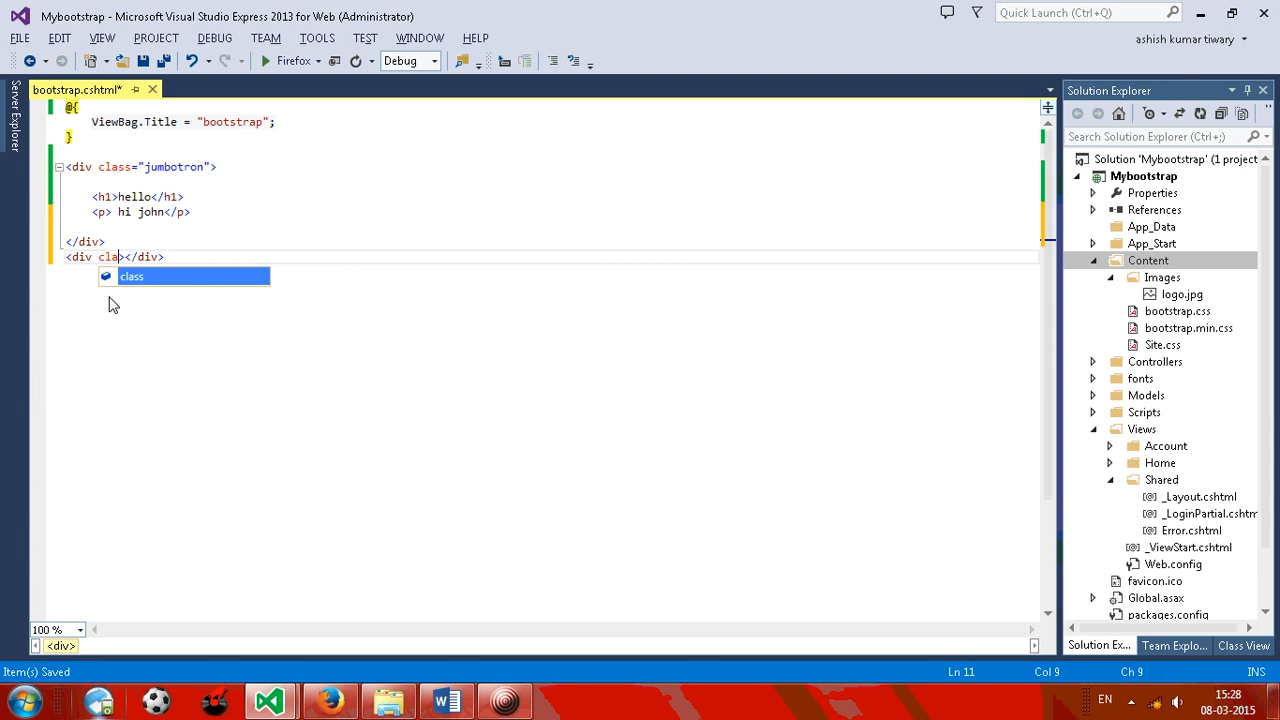 Mybootstrap - Microsoft Visual Studio Express 2013 for Web (Administrator)
Quick Launch (Ctrl+Q)
FILE EDIT VIEW PROJECT DEBUG TEAM TOOLS TEST WINDOW HELP
ashish kumar tiwary
Firefox
Debug
Server Explorer
bootstrap.cshtml*
@{
ViewBag.Title = "bootstrap";
}
<div class="jumbotron">
<h1>hello</h1>
<p> hi john</p>
</div>
<div cla></div>
class
100 %
<div>
Solution Explorer
Search Solution Explorer (Ctrl+;)
Solution 'Mybootstrap' (1 project
Mybootstrap
Properties
References
App_Data
App_Start
Content
Images
logo.jpg
bootstrap.css
bootstrap.min.css
Site.css
Controllers
fonts
Models
Scripts
Views
Account
Home
Shared
_Layout.cshtml
_LoginPartial.cshtm
Error.cshtml
_ViewStart.cshtml
Web.config
favicon.ico
Global.asax
packages.config
Solution Ex... Team Explo... Class View
Item(s) Saved
Ln 11 Col 9 Ch 9 INS
EN
15:28
08-03-2015